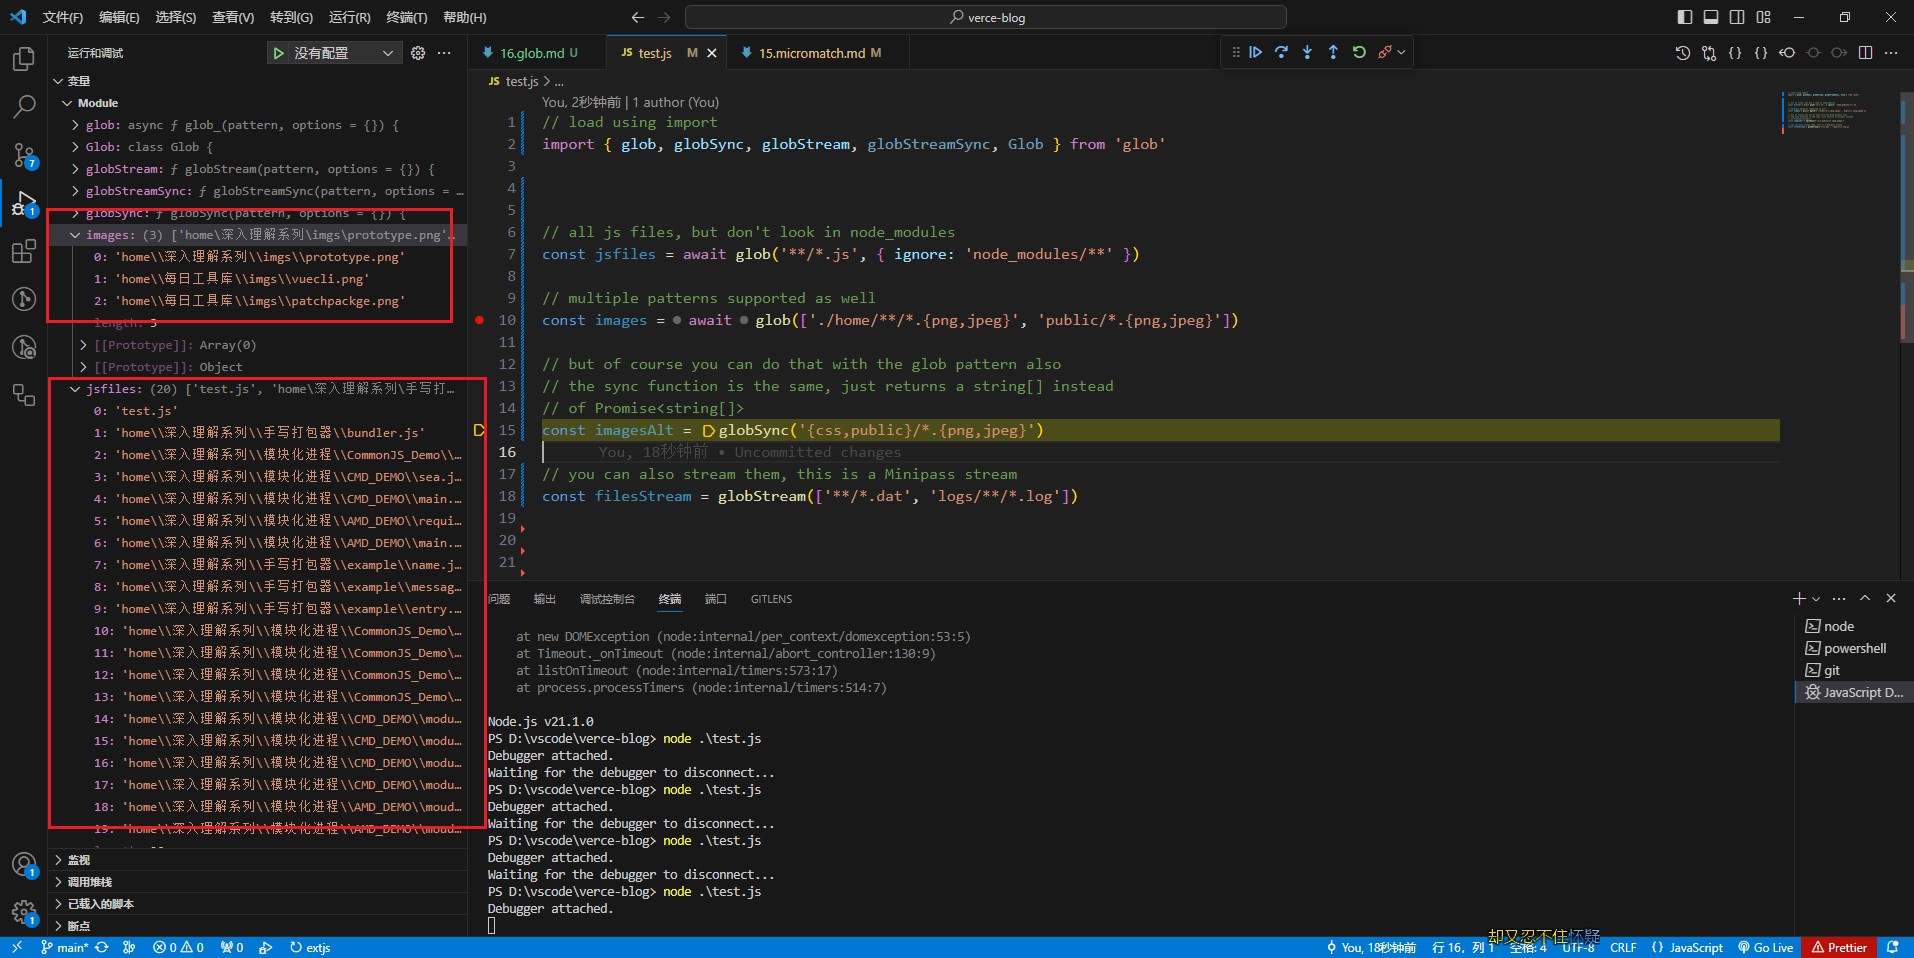 文件(F) 编辑(E) 选择(S) 查看(V) 转到(G) 运行(R) 终端(T) 帮助(H) verce-blog
运行和调试 没有配置
16.glob.md U JS test.js M 15.micromatch.md M
变量
Module
glob: async ƒ glob_(pattern, options = {}) {
Glob: class Glob {
globStream: ƒ globStream(pattern, options = {}) {
globStreamSync: ƒ globStreamSync(pattern, options = …
globSync: ƒ globSync(pattern, options = {}) {
images: (3) ['home\深入理解系列\imgs\prototype.png'…
0: 'home\\深入理解系列\\imgs\\prototype.png'
1: 'home\\每日工具库\\imgs\\vuecli.png'
2: 'home\\每日工具库\\imgs\\patchpackge.png'
length: 3
[[Prototype]]: Array(0)
[[Prototype]]: Object
jsfiles: (20) ['test.js', 'home\深入理解系列\手写打…
0: 'test.js'
1: 'home\\深入理解系列\\手写打包器\\bundler.js'
2: 'home\\深入理解系列\\模块化进程\\CommonJS_Demo\\…
3: 'home\\深入理解系列\\模块化进程\\CMD_DEMO\\sea.j…
4: 'home\\深入理解系列\\模块化进程\\CMD_DEMO\\main.…
5: 'home\\深入理解系列\\模块化进程\\AMD_DEMO\\requi…
6: 'home\\深入理解系列\\模块化进程\\AMD_DEMO\\main.…
7: 'home\\深入理解系列\\手写打包器\\example\\name.j…
8: 'home\\深入理解系列\\手写打包器\\example\\messag…
9: 'home\\深入理解系列\\手写打包器\\example\\entry.…
10: 'home\\深入理解系列\\模块化进程\\CommonJS_Demo\…
11: 'home\\深入理解系列\\模块化进程\\CommonJS_Demo\…
12: 'home\\深入理解系列\\模块化进程\\CommonJS_Demo\…
13: 'home\\深入理解系列\\模块化进程\\CommonJS_Demo\…
14: 'home\\深入理解系列\\模块化进程\\CMD_DEMO\\modu…
15: 'home\\深入理解系列\\模块化进程\\CMD_DEMO\\modu…
16: 'home\\深入理解系列\\模块化进程\\CMD_DEMO\\modu…
17: 'home\\深入理解系列\\模块化进程\\CMD_DEMO\\modu…
18: 'home\\深入理解系列\\模块化进程\\AMD_DEMO\\moud…
19: 'home\\深入理解系列\\模块化进程\\AMD_DEMO\\moud…
监视
调用堆栈
已载入的脚本
断点
7
1
1
1
JS test.js > ...
You, 2秒钟前 | 1 author (You)
1 // load using import
2 import { glob, globSync, globStream, globStreamSync, Glob } from 'glob'
3
4
5
6 // all js files, but don't look in node_modules
7 const jsfiles = await glob('**/*.js', { ignore: 'node_modules/**' })
8
9 // multiple patterns supported as well
10 const images = await glob(['./home/**/*.{png,jpeg}', 'public/*.{png,jpeg}'])
11
12 // but of course you can do that with the glob pattern also
13 // the sync function is the same, just returns a string[] instead
14 // of Promise<string[]>
15 const imagesAlt = globSync('{css,public}/*.{png,jpeg}')
16 You, 18秒钟前 • Uncommitted changes
17 // you can also stream them, this is a Minipass stream
18 const filesStream = globStream(['**/*.dat', 'logs/**/*.log'])
19
20
21
问题 输出 调试控制台 终端 端口 GITLENS
at new DOMException (node:internal/per_context/domexception:53:5)
at Timeout._onTimeout (node:internal/abort_controller:130:9)
at listOnTimeout (node:internal/timers:573:17)
at process.processTimers (node:internal/timers:514:7)
Node.js v21.1.0
PS D:\vscode\verce-blog> node .\test.js
Debugger attached.
Waiting for the debugger to disconnect...
PS D:\vscode\verce-blog> node .\test.js
Debugger attached.
Waiting for the debugger to disconnect...
PS D:\vscode\verce-blog> node .\test.js
Debugger attached.
Waiting for the debugger to disconnect...
PS D:\vscode\verce-blog> node .\test.js
Debugger attached.
node
powershell
git
JavaScript D...
却又忍不住怀疑
main* 0 0 0 extjs You, 18秒钟前 行 16，列 1 空格: 4 UTF-8 CRLF {} JavaScript Go Live Prettier